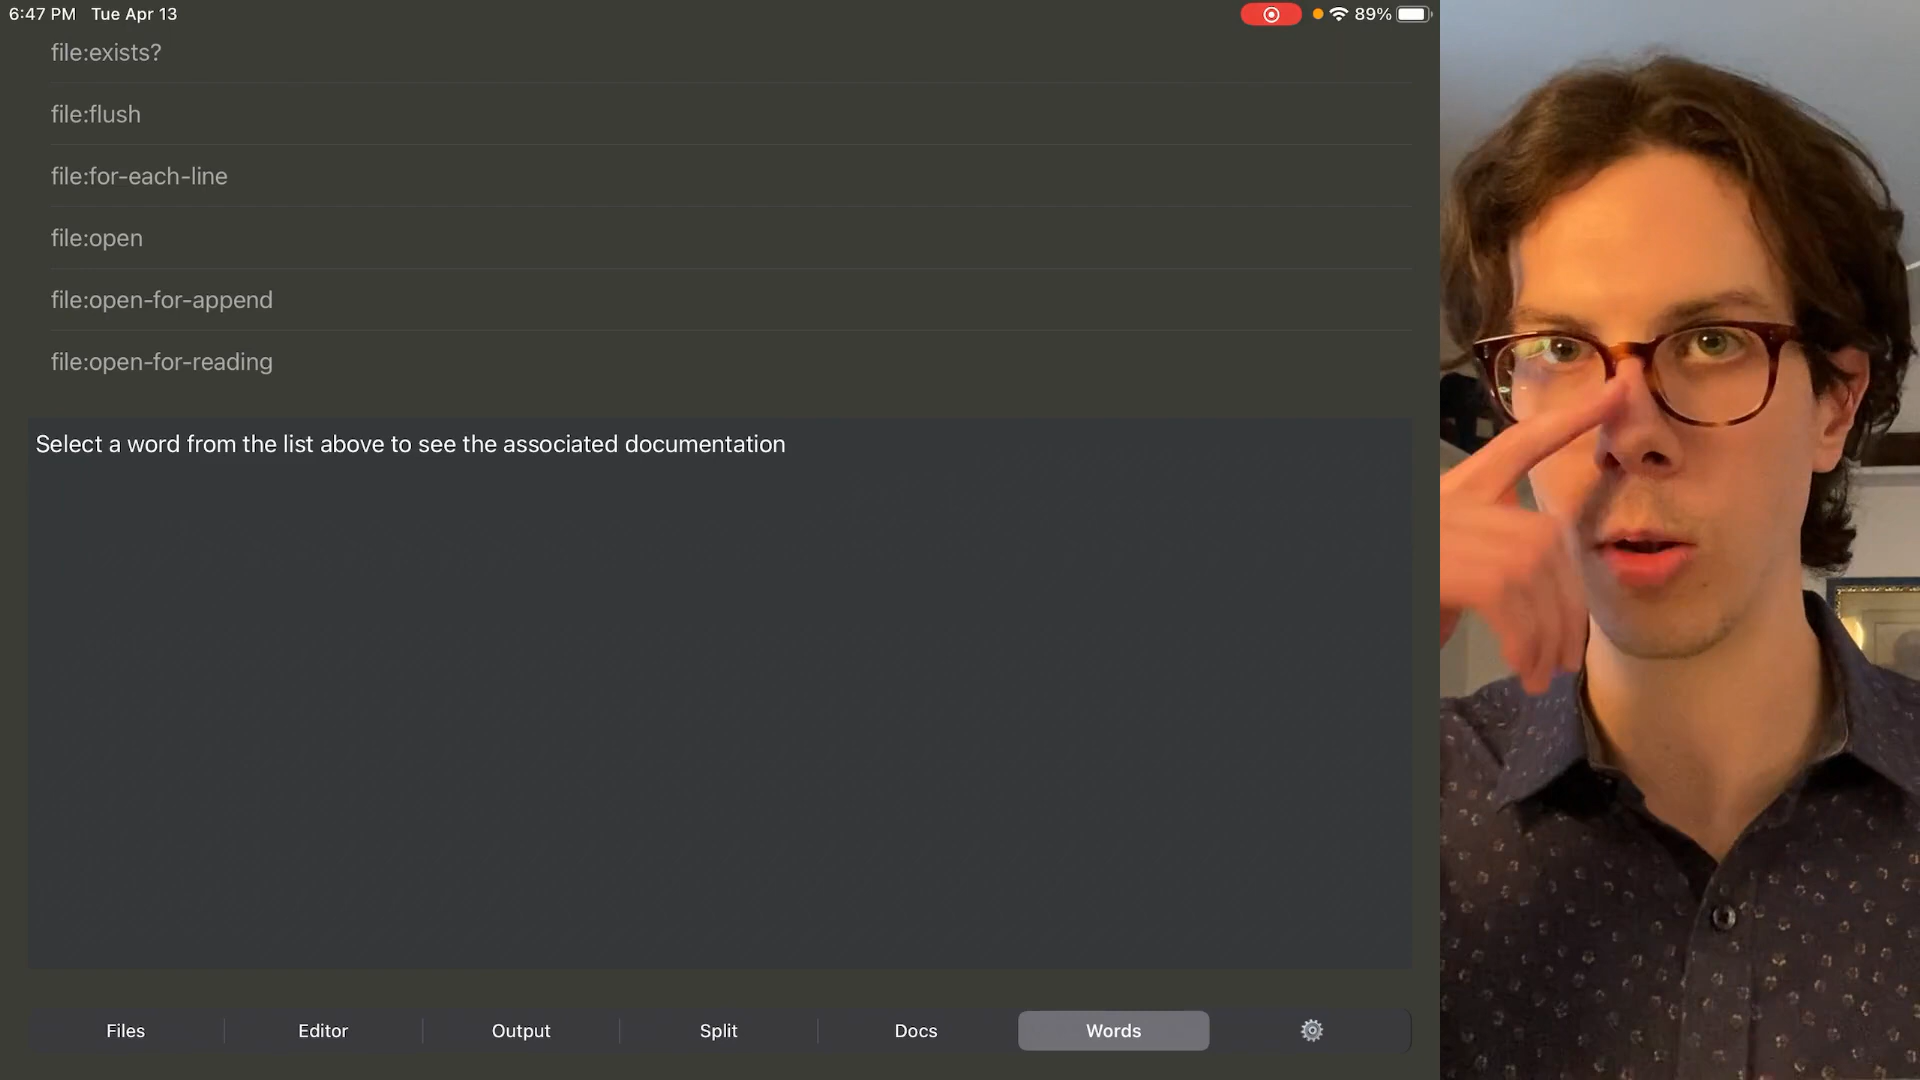 6:47 PM Tue Apr 13
89%
file:exists?
file:flush
file:for-each-line
file:open
file:open-for-append
file:open-for-reading
Select a word from the list above to see the associated documentation
Files Editor Output Split Docs Words